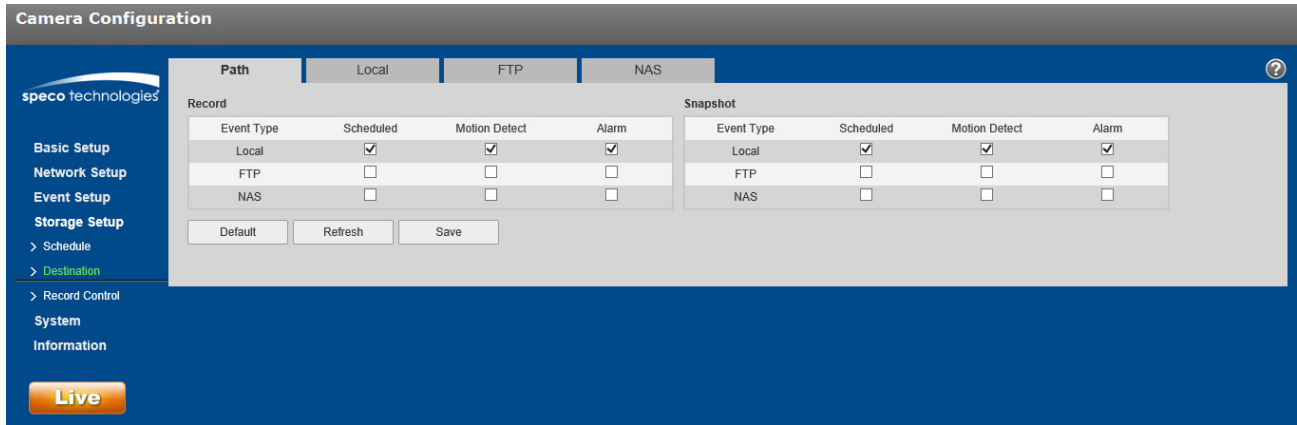 Camera Configuration
speco technologies
Basic Setup
Network Setup
Event Setup
Storage Setup
> Schedule
> Destination
> Record Control
System
Information
Live
Path Local FTP NAS
?
Record
Event Type Scheduled Motion Detect Alarm
Local
FTP
NAS
Snapshot
Event Type Scheduled Motion Detect Alarm
Local
FTP
NAS
Default Refresh Save